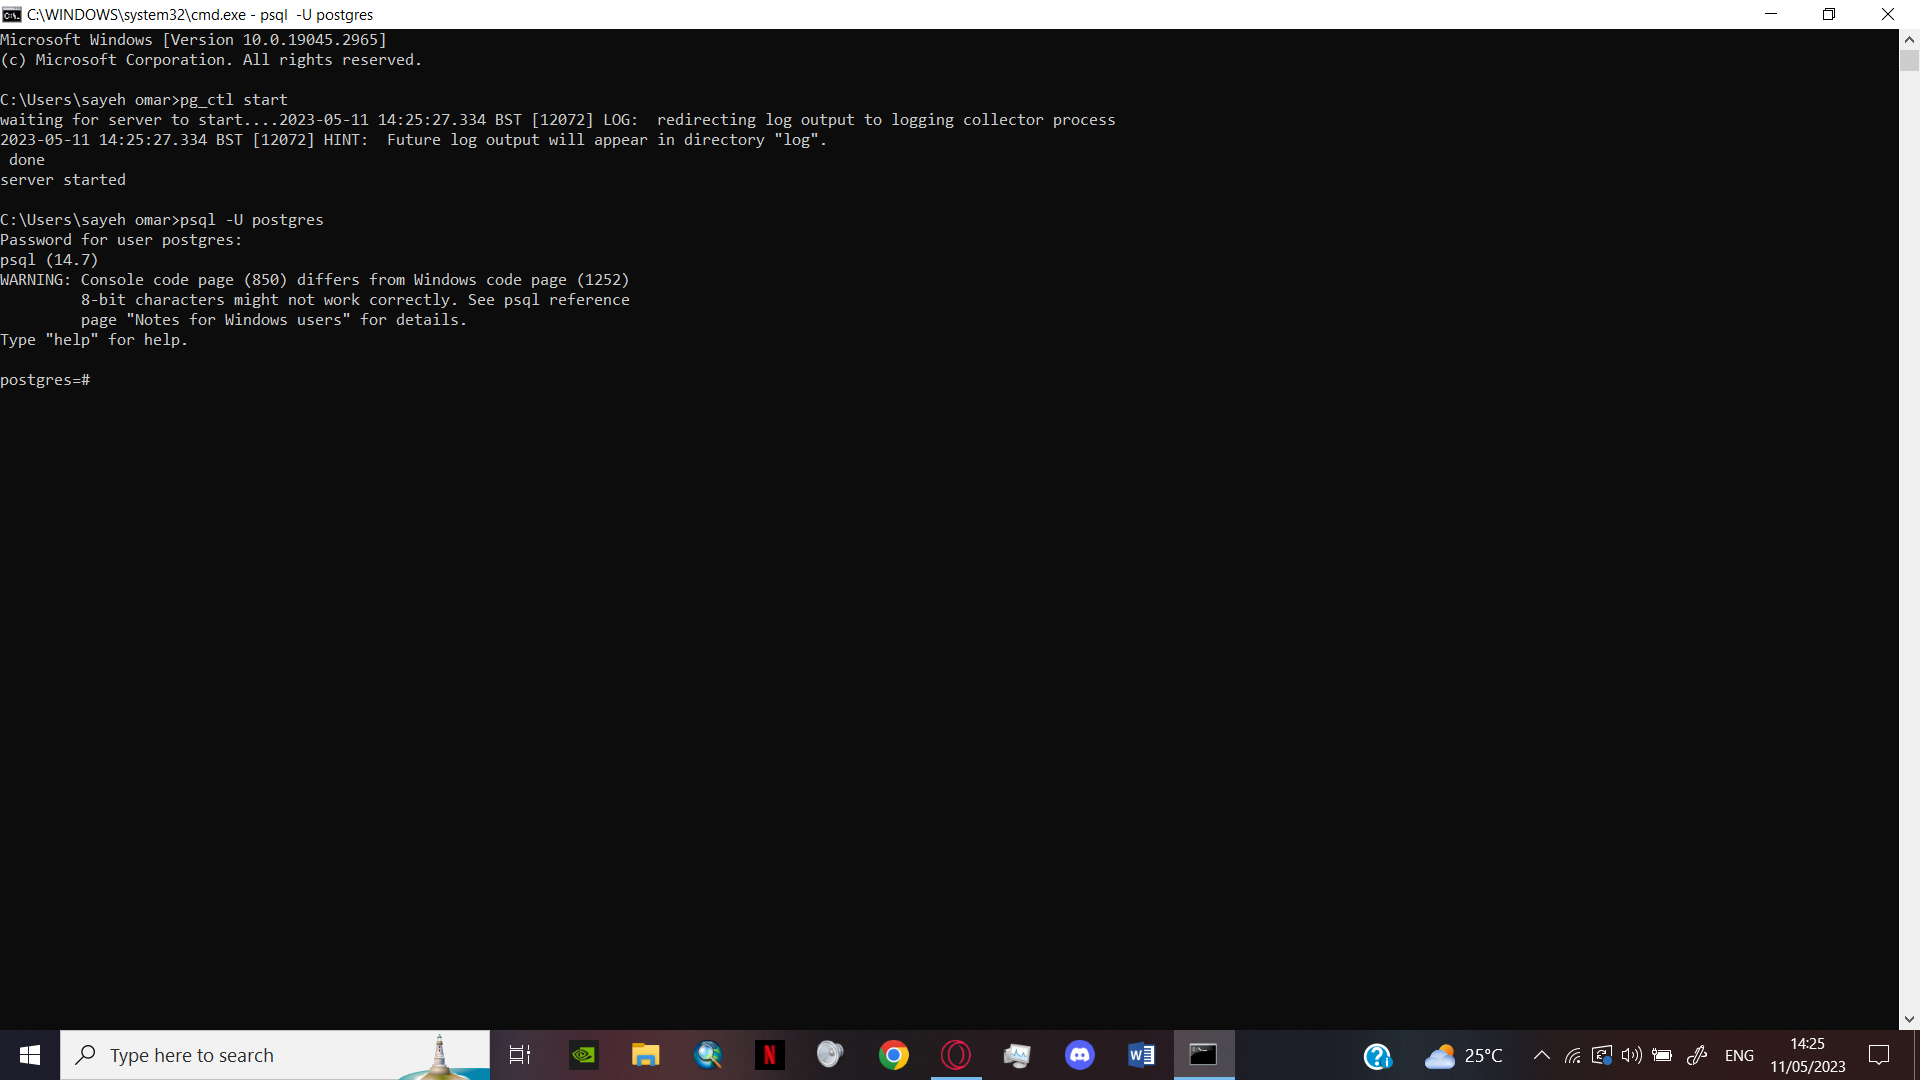 C:\WINDOWS\system32\cmd.exe - psql  -U postgres
Microsoft Windows [Version 10.0.19045.2965]
(c) Microsoft Corporation. All rights reserved.
C:\Users\sayeh omar>pg_ctl start
waiting for server to start....2023-05-11 14:25:27.334 BST [12072] LOG:  redirecting log output to logging collector process
2023-05-11 14:25:27.334 BST [12072] HINT:  Future log output will appear in directory "log".
 done
server started
C:\Users\sayeh omar>psql -U postgres
Password for user postgres:
psql (14.7)
WARNING: Console code page (850) differs from Windows code page (1252)
         8-bit characters might not work correctly. See psql reference
         page "Notes for Windows users" for details.
Type "help" for help.
postgres=#
Type here to search
25°C
ENG
14:25
11/05/2023